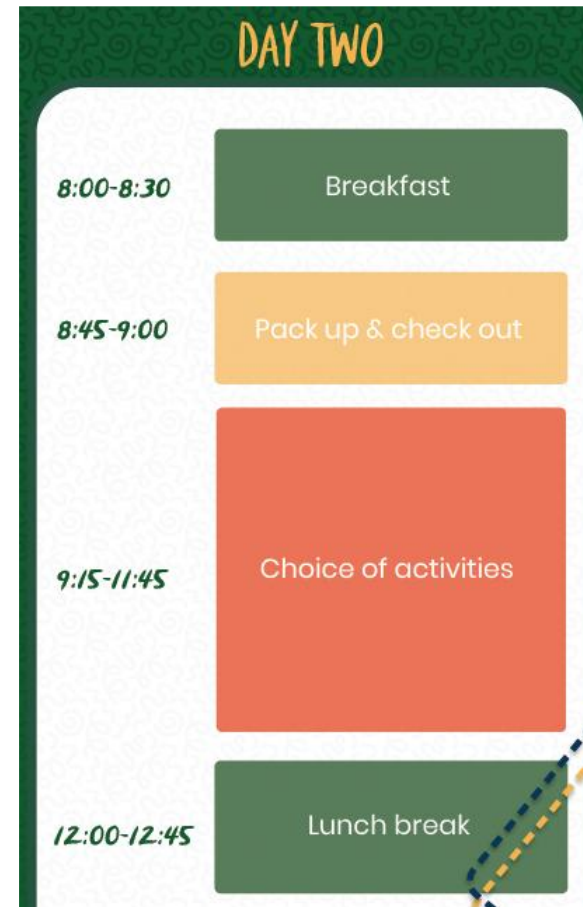 DAY TWO
8:00-8:30 Breakfast
8:45-9:00 Pack up & check out
9:15-11:45 Choice of activities
12:00-12:45 Lunch break